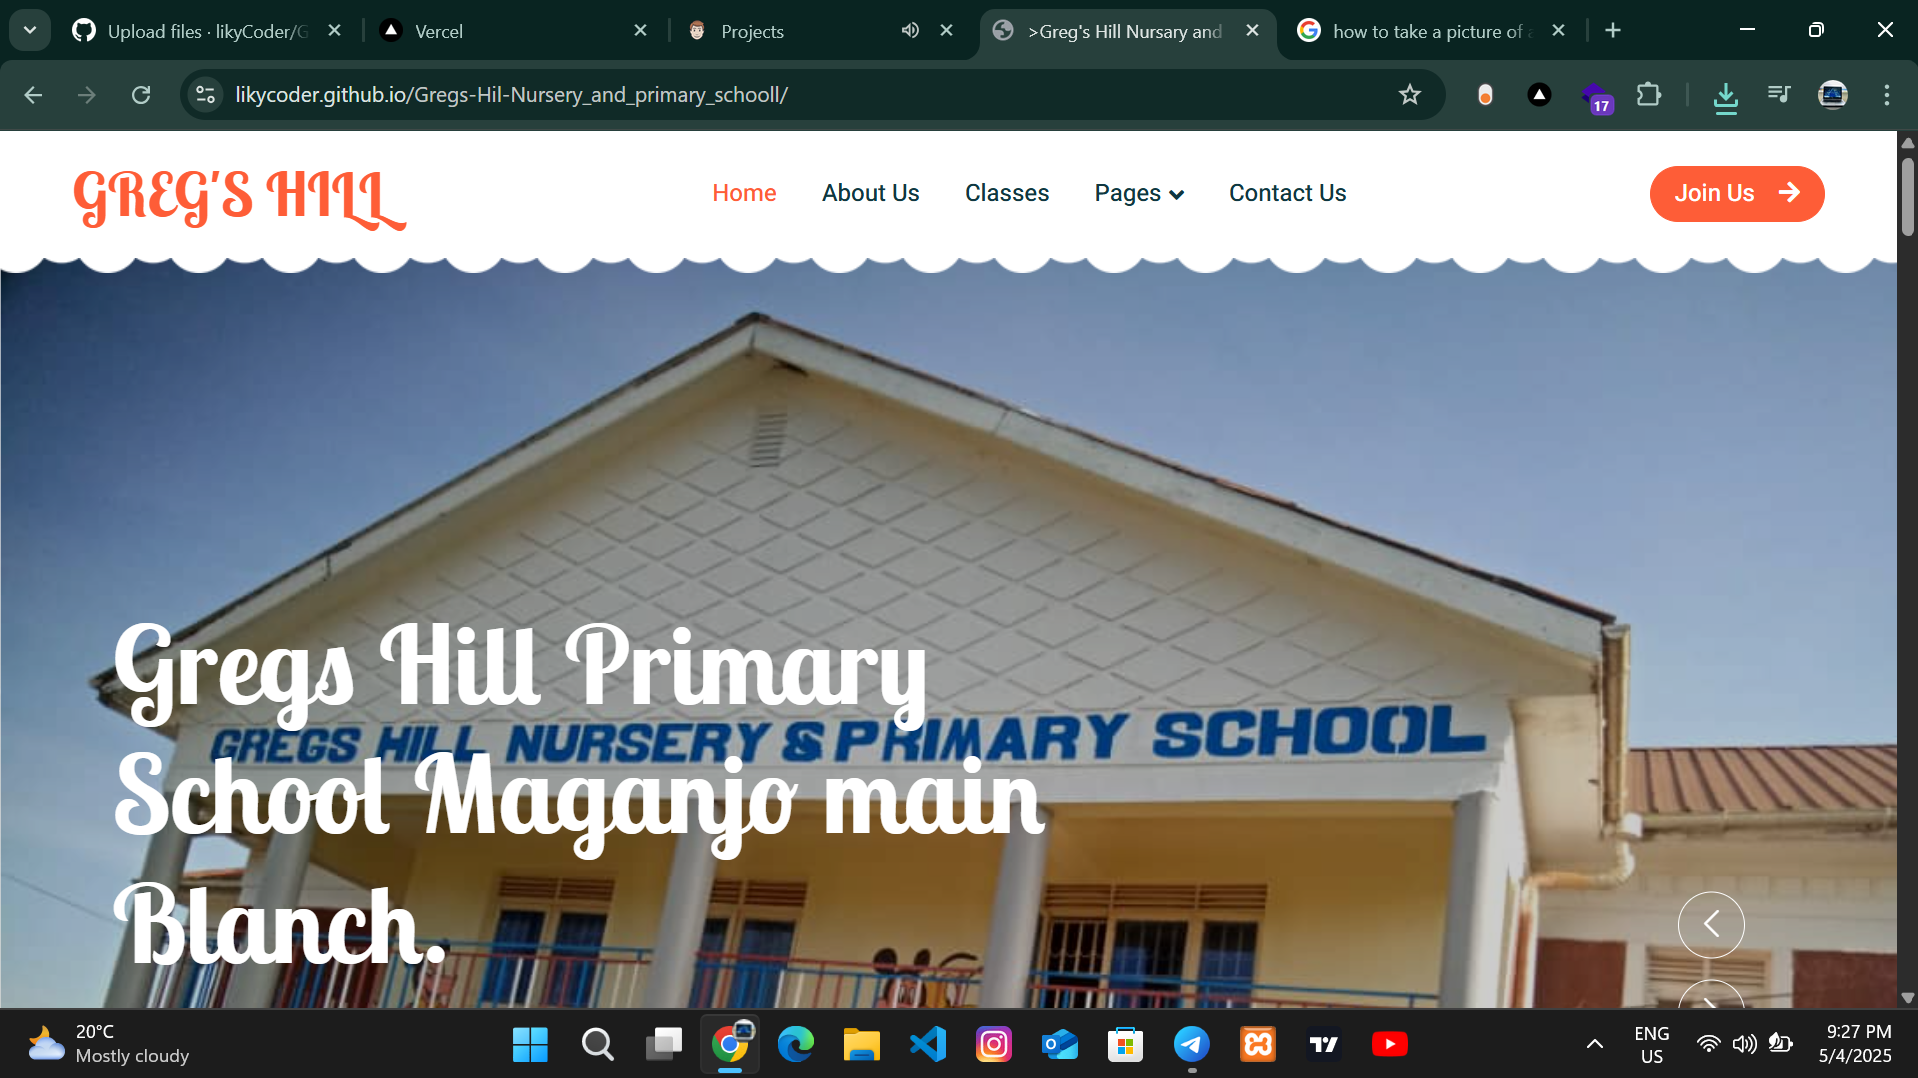 Upload files · likyCoder/G
Vercel
Projects
>Greg's Hill Nursary and
how to take a picture of a
likycoder.github.io/Gregs-Hil-Nursery_and_primary_schooll/
17
GREG'S HILL
Home
About Us
Classes
Pages
Contact Us
Join Us
Gregs Hill Primary
GREGS HILL NURSERY & PRIMARY SCHOOL
School Maganjo main
Blanch.
20°C
Mostly cloudy
ENG
US
9:27 PM
5/4/2025